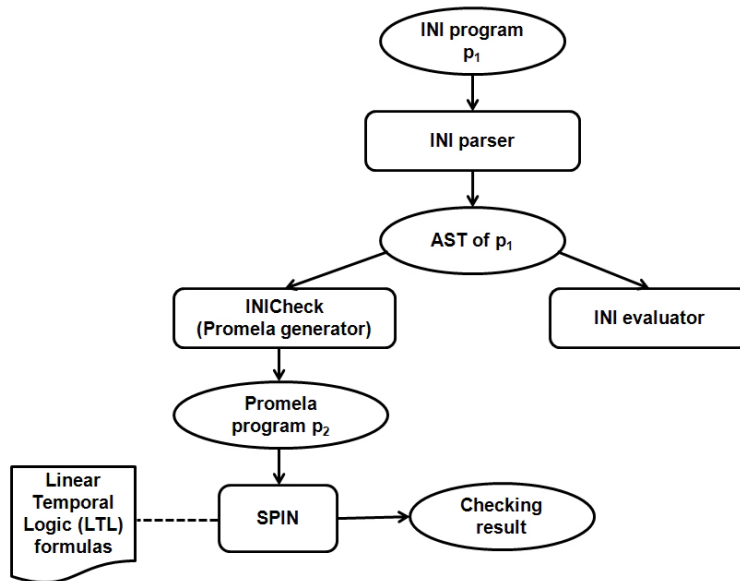 INI program
p₁
INI parser
AST of p₁
INICheck
(Promela generator)
INI evaluator
Promela
program p₂
Linear
Temporal
Logic (LTL)
formulas
SPIN
Checking
result